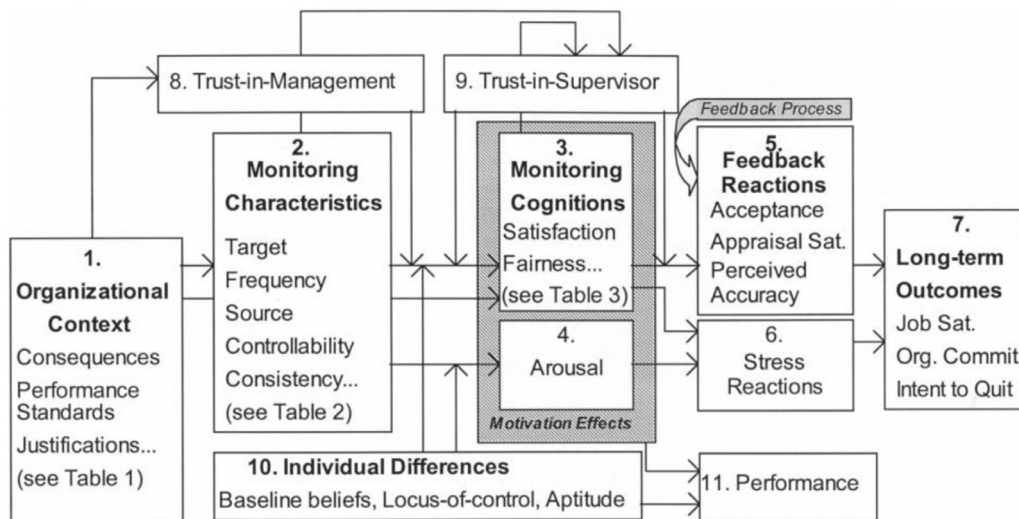 8. Trust-in-Management
9. Trust-in-Supervisor
Feedback Process
1.
Organizational
Context
Consequences
Performance
Standards
Justifications...
(see Table 1)
2.
Monitoring
Characteristics
Target
Frequency
Source
Controllability
Consistency...
(see Table 2)
3.
Monitoring
Cognitions
Satisfaction
Fairness...
(see Table 3)
4.
Arousal
Motivation Effects
5.
Feedback
Reactions
Acceptance
Appraisal Sat.
Perceived
Accuracy
6.
Stress
Reactions
7.
Long-term
Outcomes
Job Sat.
Org. Commit
Intent to Quit
10. Individual Differences
Baseline beliefs, Locus-of-control, Aptitude
11. Performance